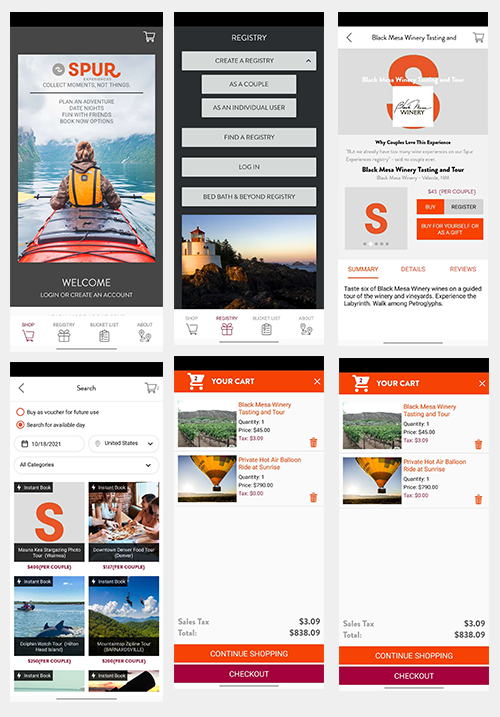 SPUR
EXPERIENCES
COLLECT MOMENTS, NOT THINGS.
PLAN AN ADVENTURE
DATE NIGHTS
FUN WITH FRIENDS
BOOK NOW OPTIONS
WELCOME
LOGIN OR CREATE AN ACCOUNT
SHOP
REGISTRY
BUCKET LIST
ABOUT
REGISTRY
CREATE A REGISTRY
AS A COUPLE
AS AN INDIVIDUAL USER
FIND A REGISTRY
LOG IN
BED BATH & BEYOND REGISTRY
SHOP
REGISTRY
BUCKET LIST
ABOUT
Black Mesa Winery Tasting and
S
Black Mesa Winery Tasting and Tour
Black Mesa
WINERY
Why Couples Love This Experience
"But we already have too many wine experiences on our Spur
Experiences registry" - said no couple ever.
Black Mesa Winery Tasting and Tour
Black Mesa Winery - Velarde, NM
$45 (PER COUPLE)
S
BUY
REGISTER
BUY FOR YOURSELF OR
AS A GIFT
SUMMARY
DETAILS
REVIEWS
Taste six of Black Mesa Winery wines on a guided
tour of the winery and vineyards. Experience the
Labyrinth. Walk among Petroglyphs.
Search
2
Buy as voucher for future use
Search for available day
10/18/2021
United States
All Categories
Instant Book
Instant Book
S
Mauna Kea Stargazing Photo
Tour (Waimea)
$400(PER COUPLE)
Downtown Denver Food Tour
(Denver)
$137(PER COUPLE)
Instant Book
Instant Book
Dolphin Watch Tour (Hilton
Head Island)
$290(PER COUPLE)
Mountaintop Zipline Tour
(BARNARDSVILLE)
$200(PER COUPLE)
Instant Book
Instant Book
2
YOUR CART
Black Mesa Winery
Tasting and Tour
Quantity: 1
Price: $45.00
Tax: $3.09
Private Hot Air Balloon
Ride at Sunrise
Quantity: 1
Price: $790.00
Tax: $0.00
Sales Tax $3.09
Total: $838.09
CONTINUE SHOPPING
CHECKOUT
2
YOUR CART
Black Mesa Winery
Tasting and Tour
Quantity: 1
Price: $45.00
Tax: $3.09
Private Hot Air Balloon
Ride at Sunrise
Quantity: 1
Price: $790.00
Tax: $0.00
Sales Tax $3.09
Total: $838.09
CONTINUE SHOPPING
CHECKOUT